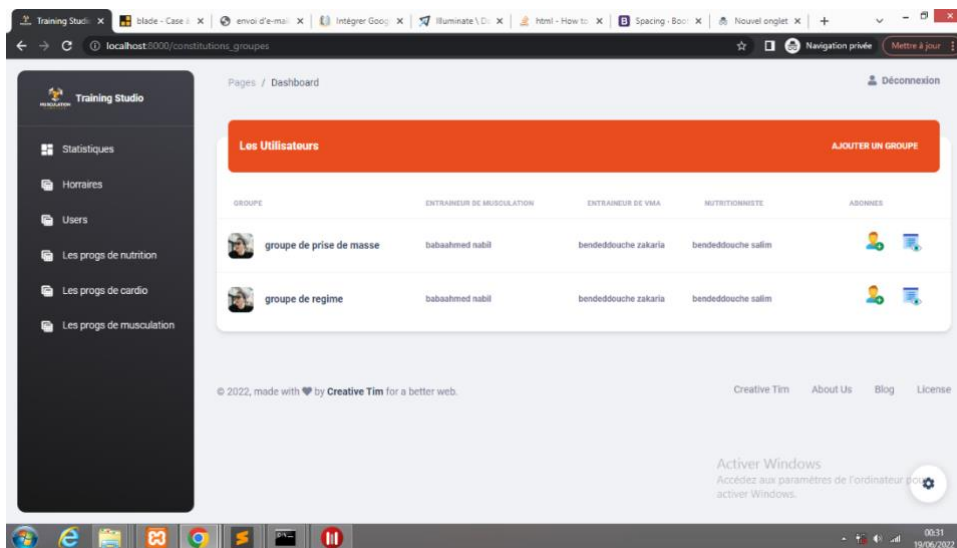 Training Studi
blade - Case à
envoi d'e-mai
Intégrer Goog
Illuminate \ D
html - How to
Spacing · Boo
Nouvel onglet
localhost:8000/constitutions_groupes
Navigation privée
Mettre à jour
MUSCULATION
Training Studio
Statistiques
Horraires
Users
Les progs de nutrition
Les progs de cardio
Les progs de musculation
Pages / Dashboard
Déconnexion
Les Utilisateurs
AJOUTER UN GROUPE
GROUPE ENTRAINEUR DE MUSCULATION ENTRAINEUR DE VMA NUTRITIONNISTE ABONNES
groupe de prise de masse babaahmed nabil bendeddouche zakaria bendeddouche salim
groupe de regime babaahmed nabil bendeddouche zakaria bendeddouche salim
© 2022, made with by Creative Tim for a better web.
Creative Tim About Us Blog License
Activer Windows
Accédez aux paramètres de l'ordinateur pour
activer Windows.
00:31
19/06/2022